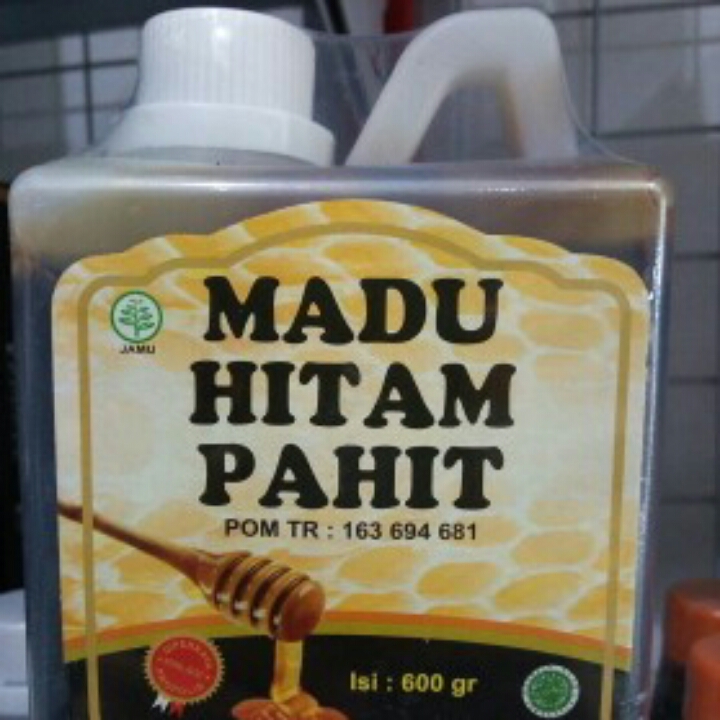 MADU
JAMU
HITAM
PAHIT
POM TR : 163 694 681
Isi : 600 gr